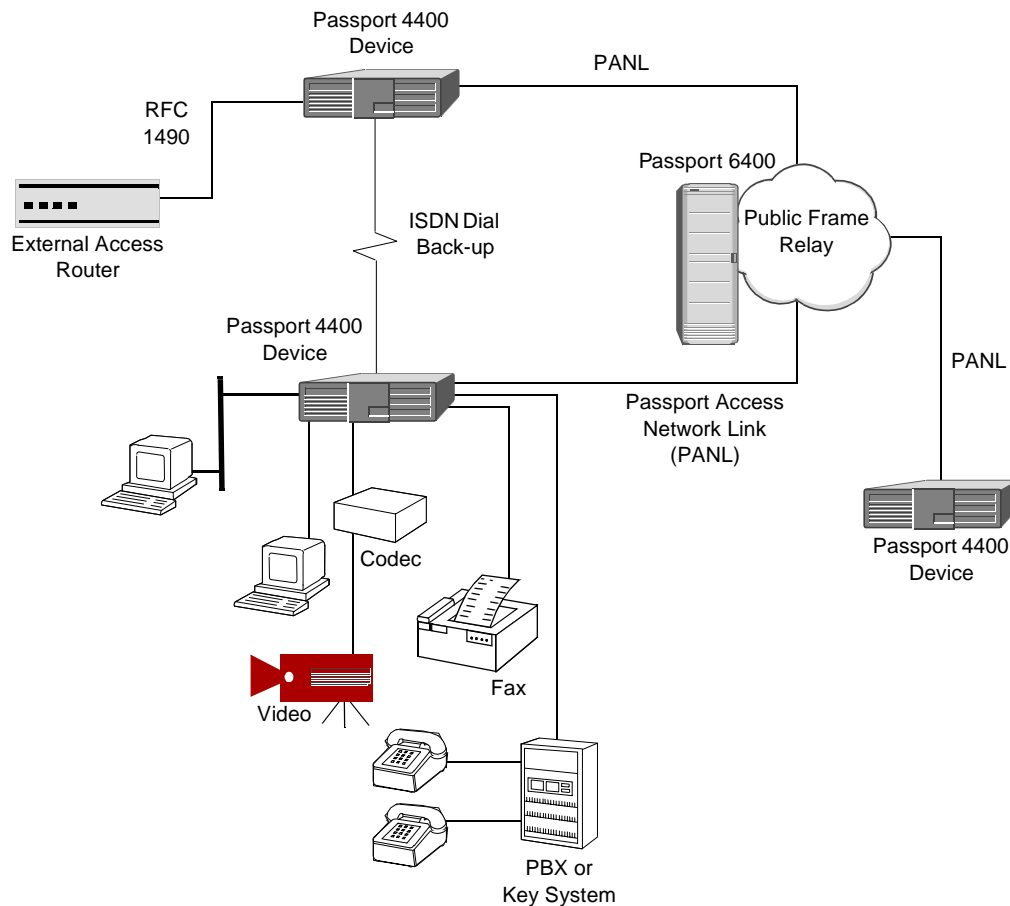 Passport 4400
Device
PANL
RFC
1490
Passport 6400
Public Frame
Relay
External Access
Router
ISDN Dial
Back-up
Passport 4400
Device
PANL
Passport Access
Network Link
(PANL)
Codec
Passport 4400
Device
Fax
Video
PBX or
Key System